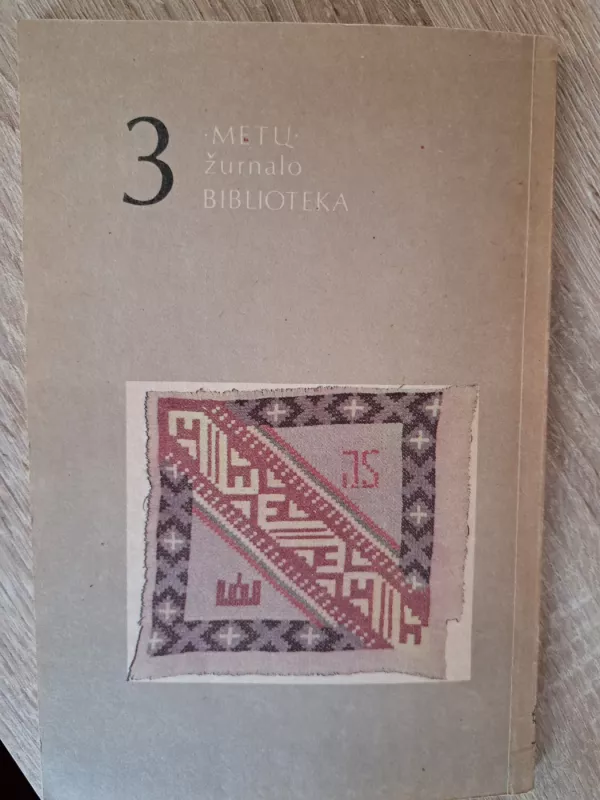 3
·METŲ·
žurnalo
BIBLIOTEKA